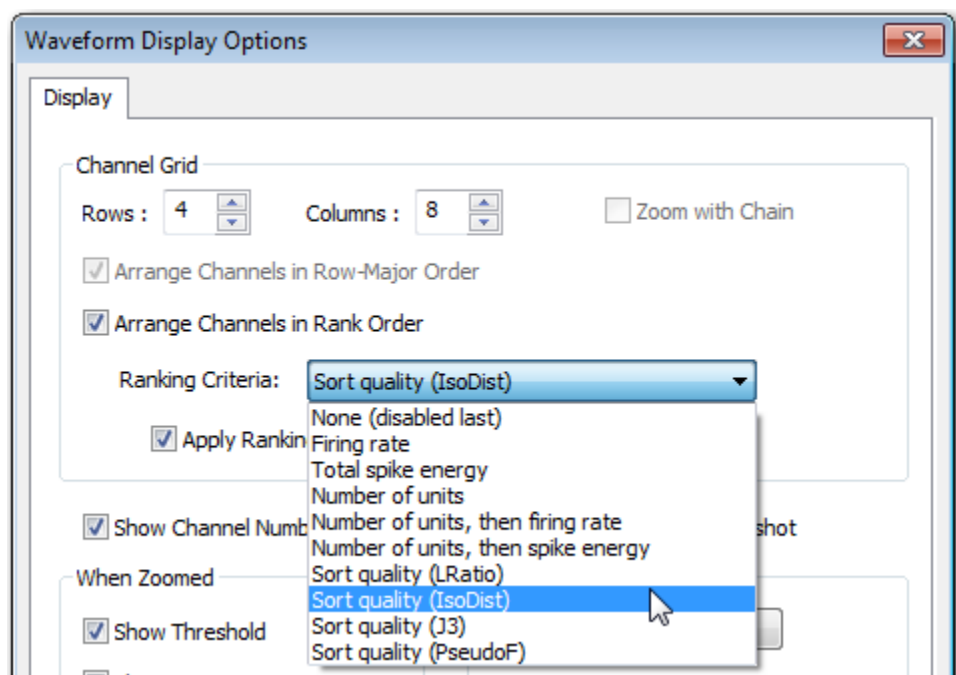 Waveform Display Options
Display
Channel Grid
Rows : 4 Columns : 8 Zoom with Chain
Arrange Channels in Row-Major Order
Arrange Channels in Rank Order
Ranking Criteria: Sort quality (IsoDist)
None (disabled last)
Apply Rankin Firing rate
Total spike energy
Number of units
Show Channel Numb Number of units, then firing rate shot
Number of units, then spike energy
When Zoomed Sort quality (LRatio)
Sort quality (IsoDist)
Show Threshold Sort quality (J3)
Sort quality (PseudoF)